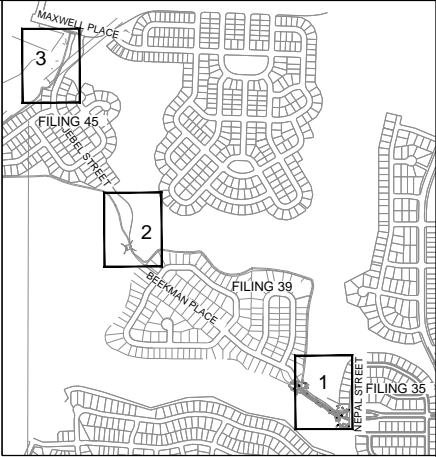 MAXWELL PLACE
3
FILING 45
JEBEL STREET
2
BEEKMAN PLACE
FILING 39
1
NEPAL STREET
FILING 35